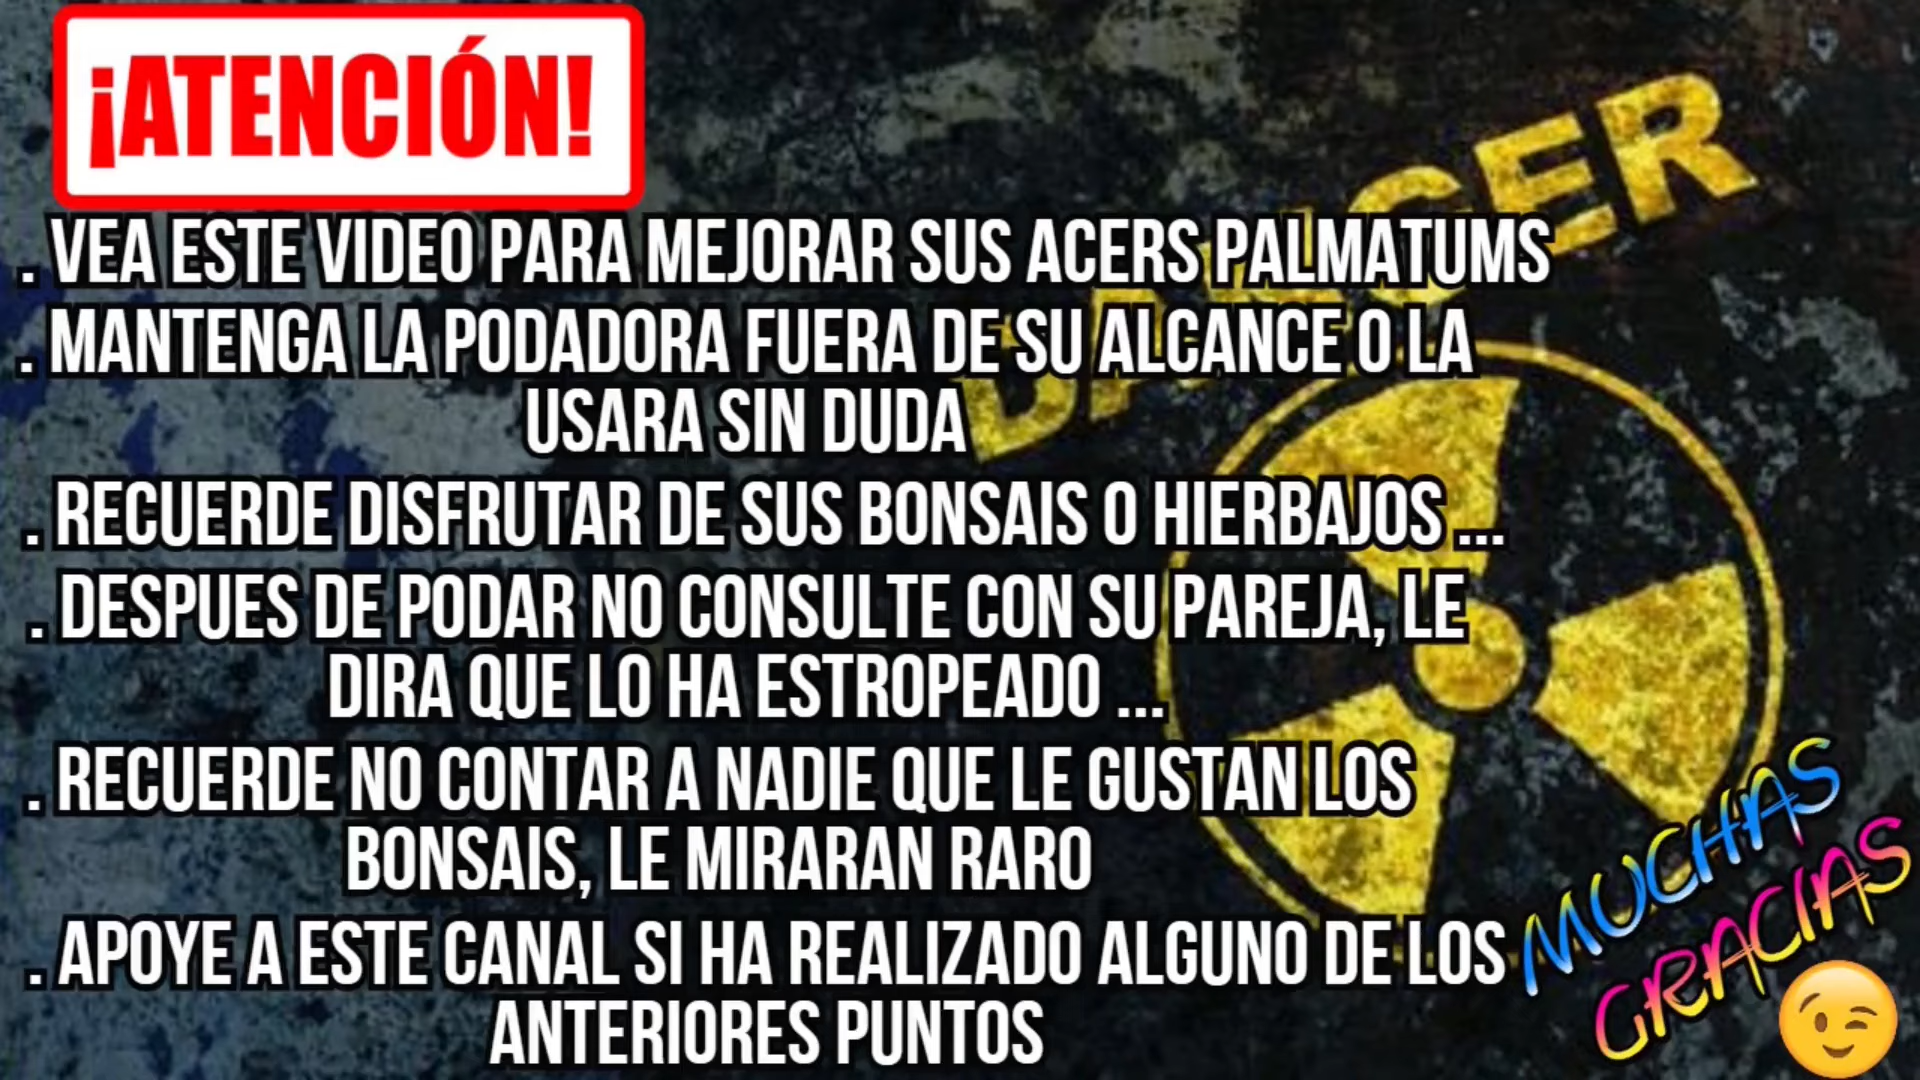 ¡ATENCIÓN!
DANGER
. VEA ESTE VIDEO PARA MEJORAR SUS ACERS PALMATUMS
. MANTENGA LA PODADORA FUERA DE SU ALCANCE O LA
USARA SIN DUDA
. RECUERDE DISFRUTAR DE SUS BONSAIS O HIERBAJOS ...
. DESPUES DE PODAR NO CONSULTE CON SU PAREJA, LE
DIRA QUE LO HA ESTROPEADO ...
. RECUERDE NO CONTAR A NADIE QUE LE GUSTAN LOS
BONSAIS, LE MIRARAN RARO
. APOYE A ESTE CANAL SI HA REALIZADO ALGUNO DE LOS
ANTERIORES PUNTOS
MUCHAS
GRACIAS